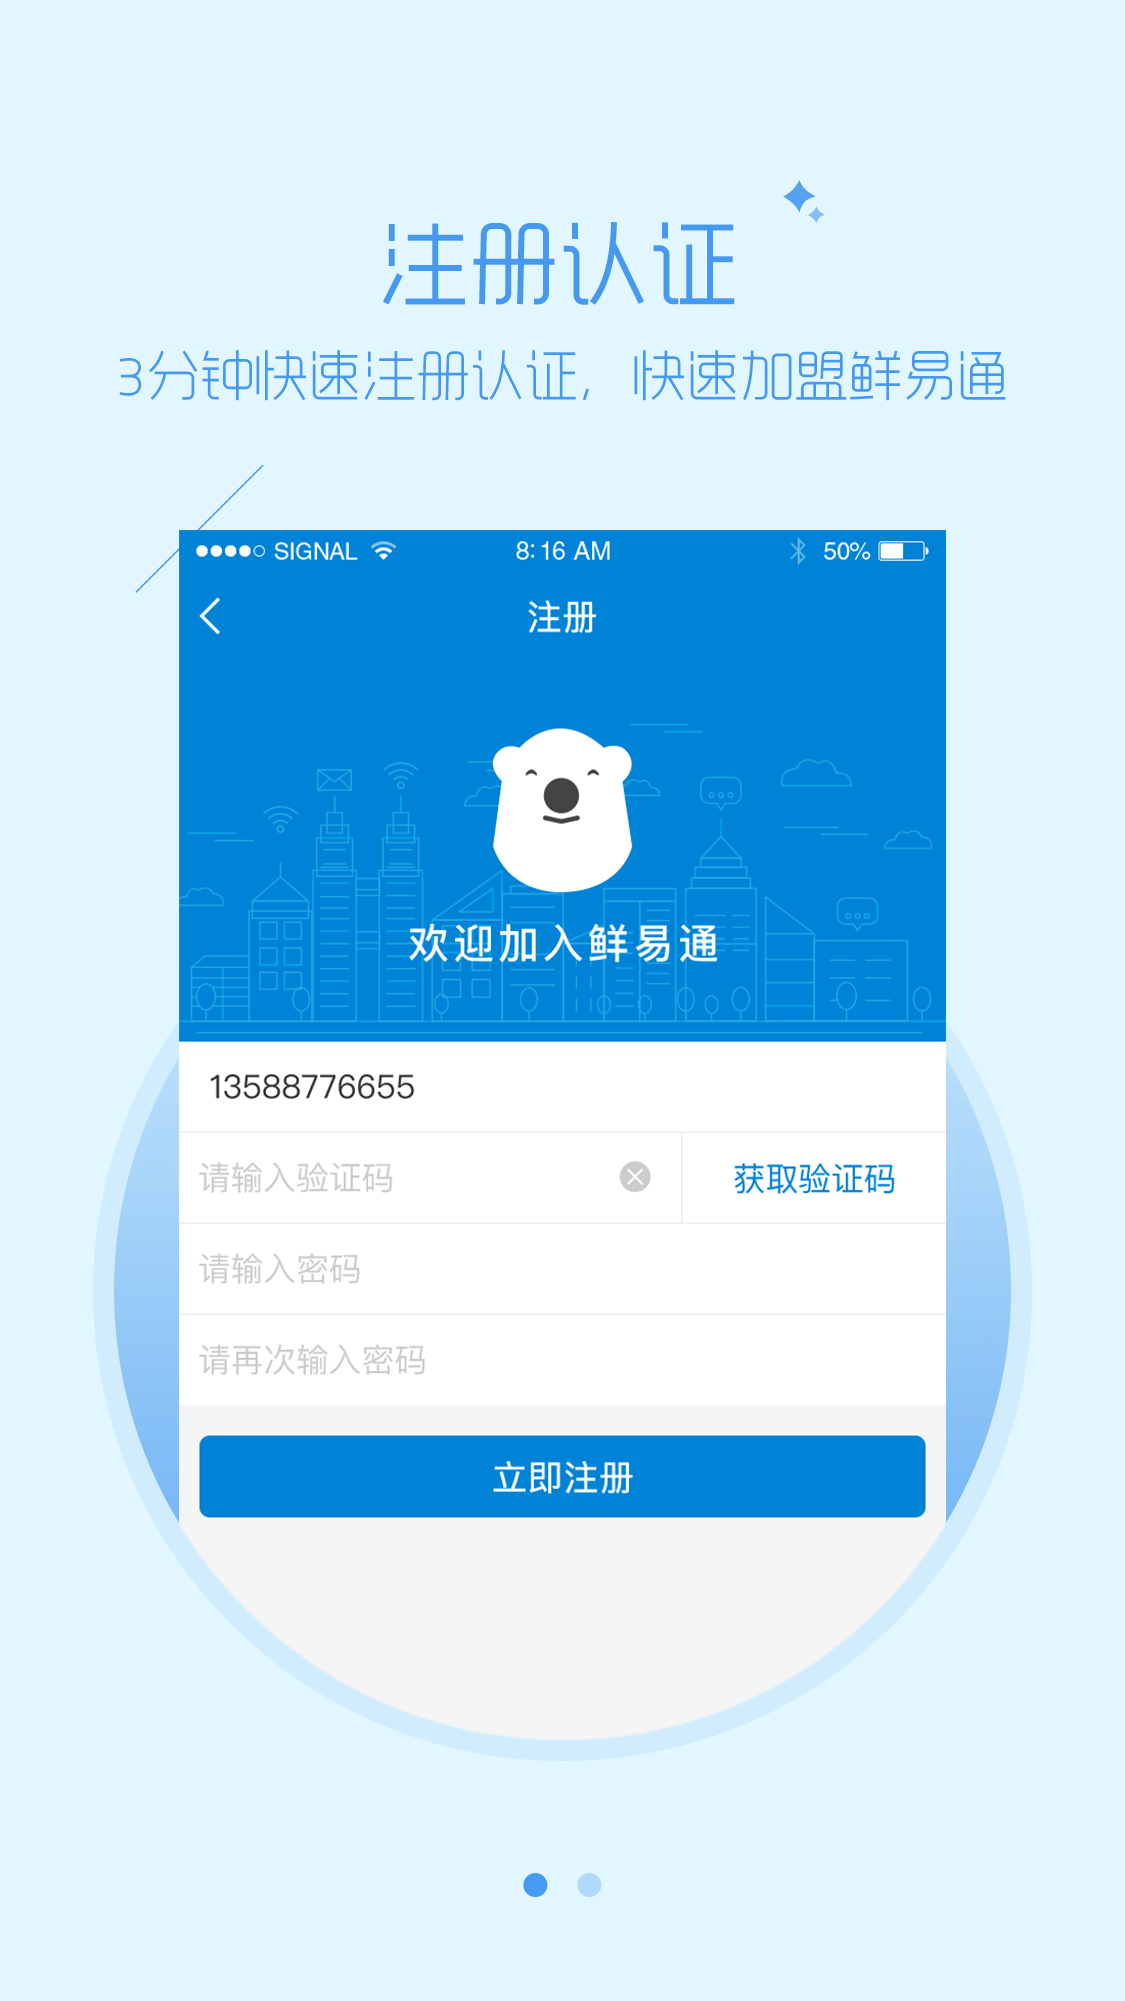 注册认证
3分钟快速注册认证，快速加盟鲜易通
SIGNAL 8:16 AM 50%
注册
欢迎加入鲜易通
13588776655
请输入验证码 获取验证码
请输入密码
请再次输入密码
立即注册